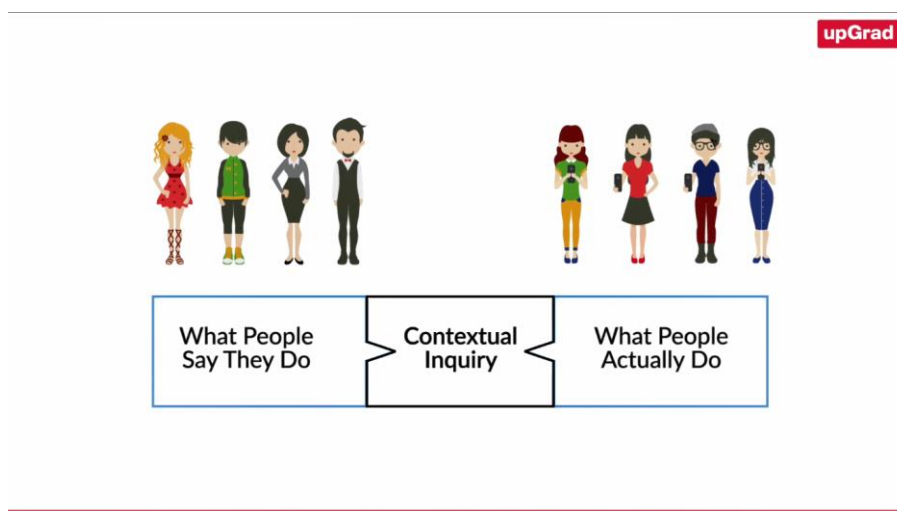 upGrad
What People
Say They Do
Contextual
Inquiry
What People
Actually Do